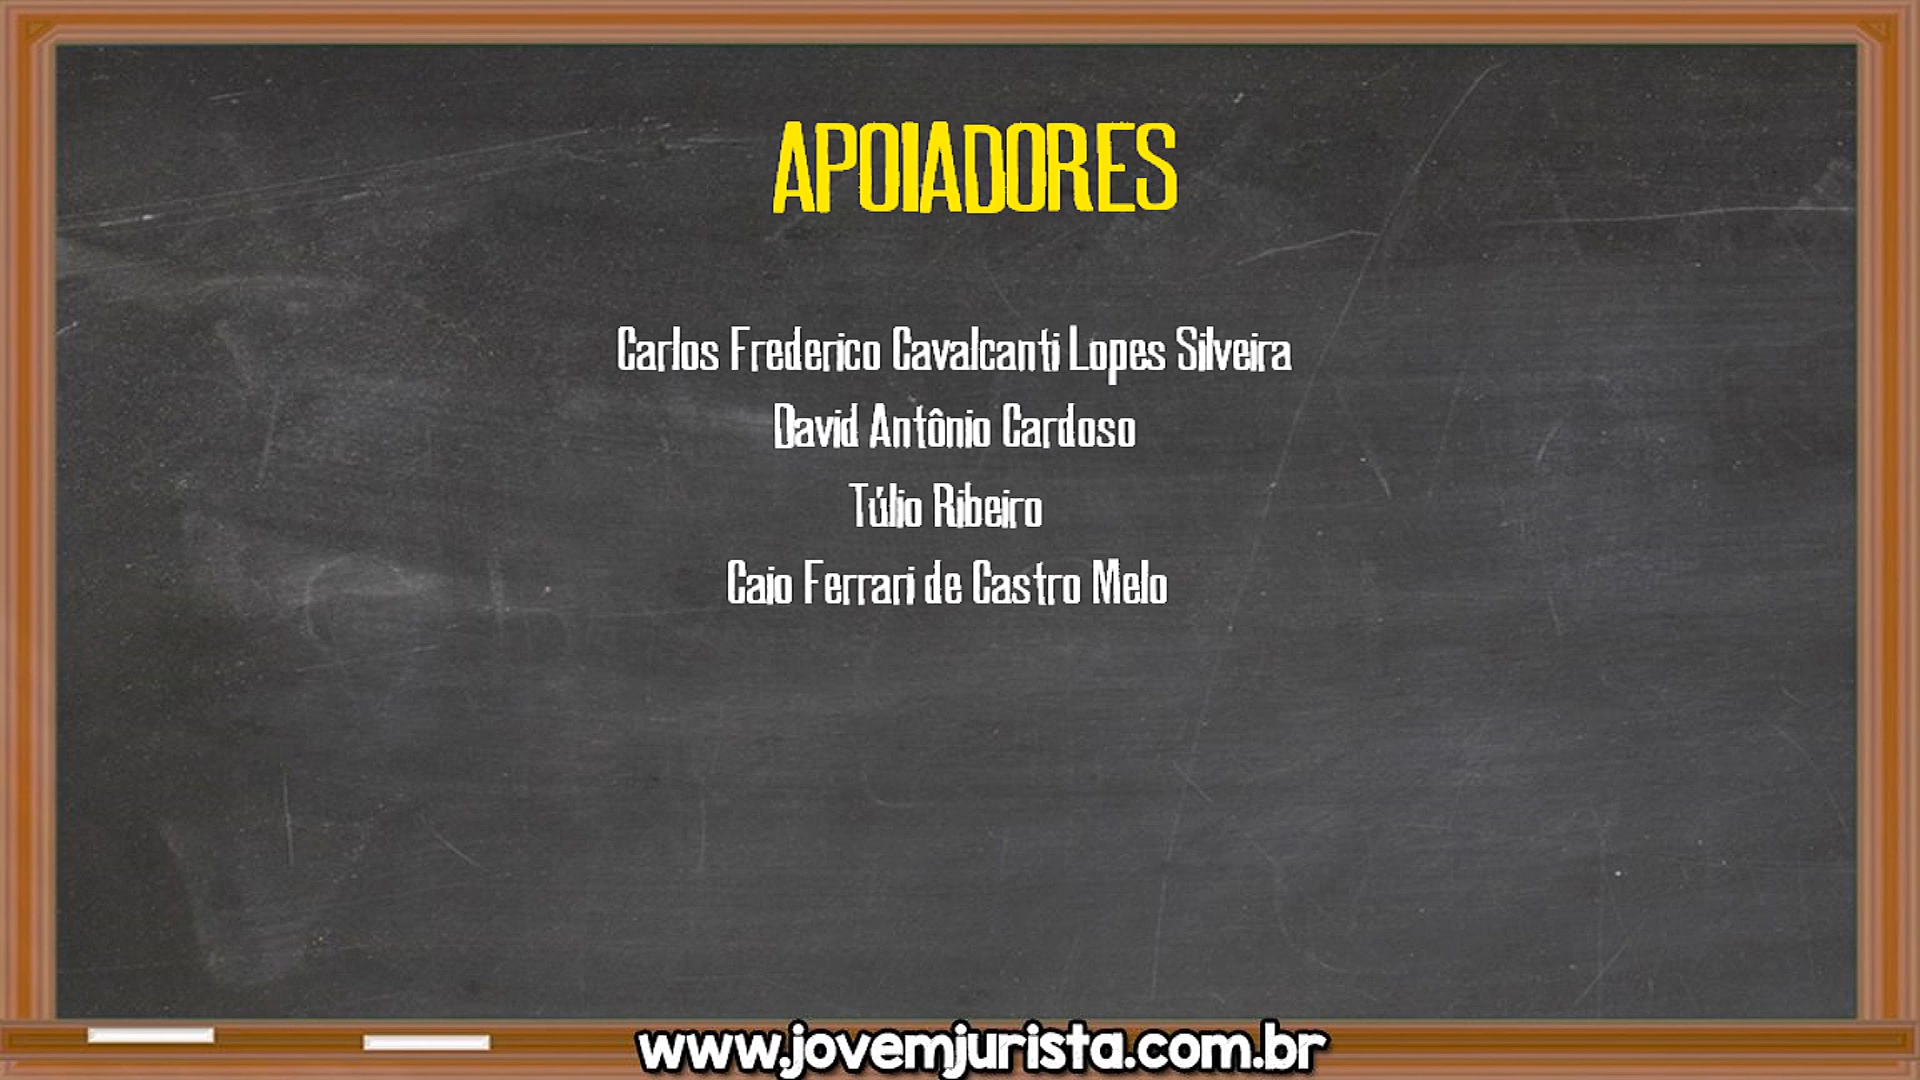 APOIADORES
Carlos Frederico Cavalcanti Lopes Silveira
David Antônio Cardoso
Túlio Ribeiro
Caio Ferrari de Castro Melo
www.jovemjurista.com.br